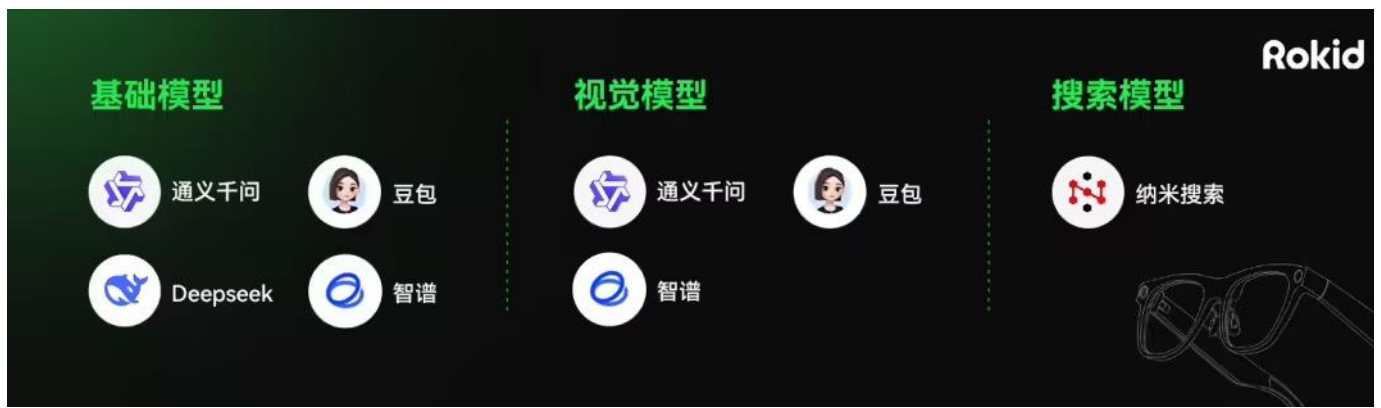 Rokid
基础模型
通义千问
豆包
Deepseek
智谱
视觉模型
通义千问
豆包
智谱
搜索模型
纳米搜索